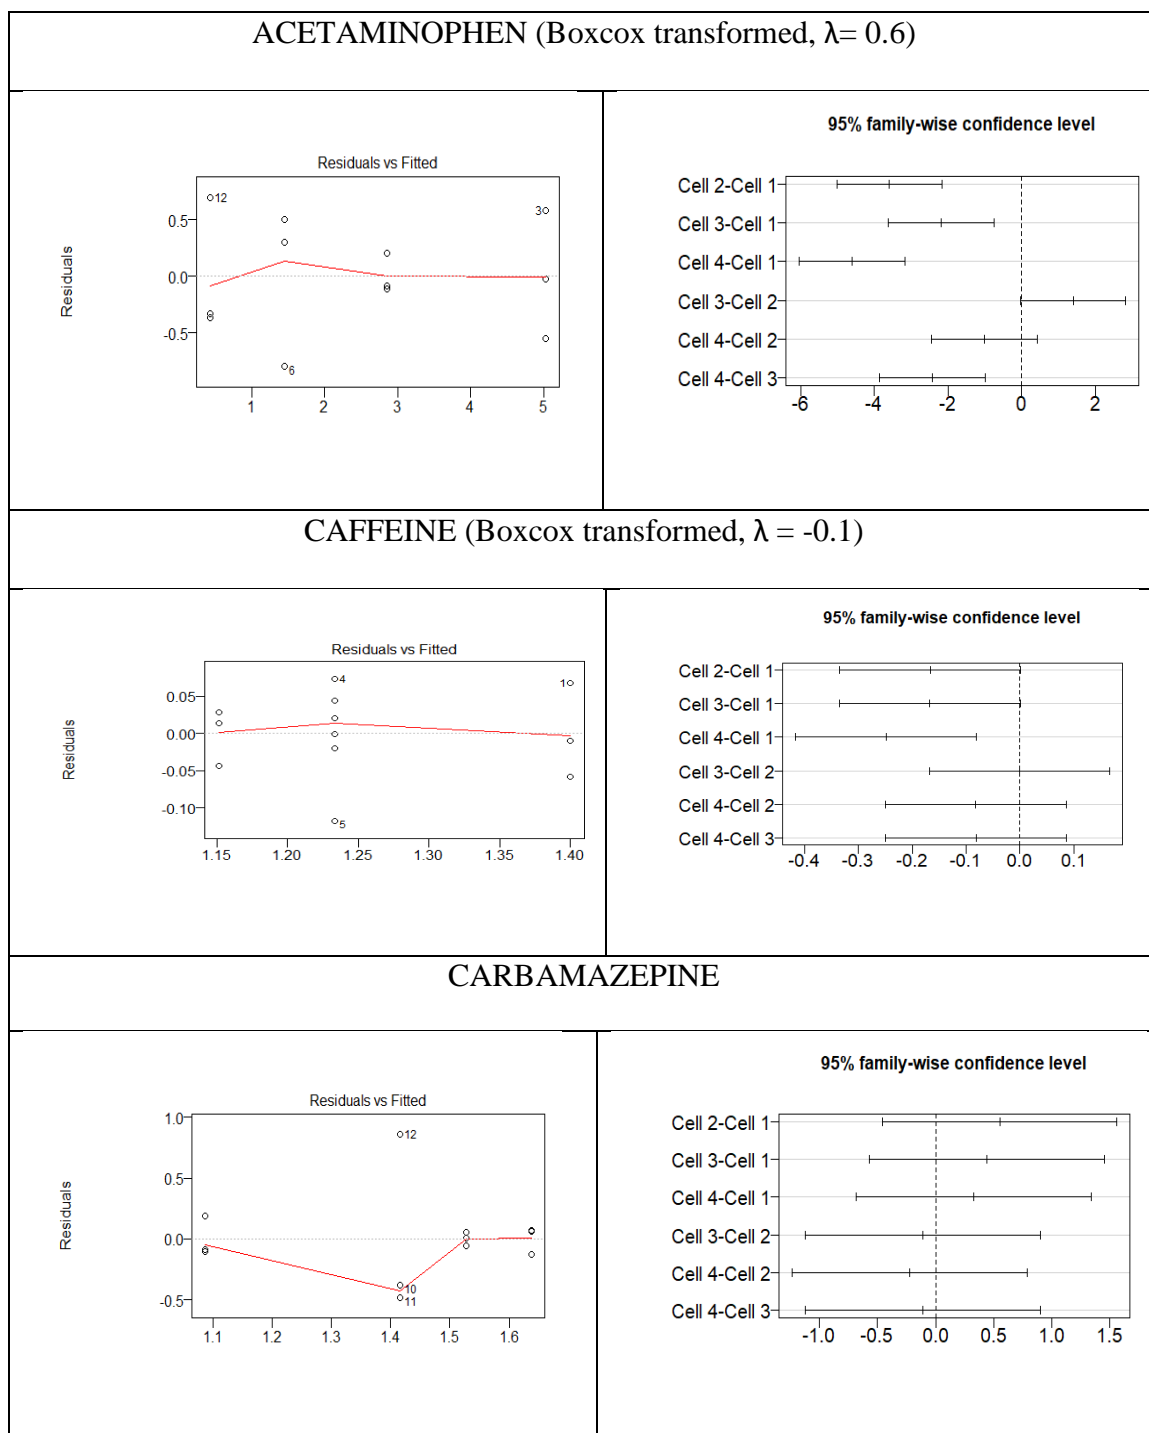 ACETAMINOPHEN (Boxcox transformed, λ= 0.6)
Residuals vs Fitted
Residuals
0.5
0.0
-0.5
12
6
3
1 2 3 4 5
95% family-wise confidence level
Cell 2-Cell 1
Cell 3-Cell 1
Cell 4-Cell 1
Cell 3-Cell 2
Cell 4-Cell 2
Cell 4-Cell 3
-6 -4 -2 0 2
CAFFEINE (Boxcox transformed, λ = -0.1)
Residuals vs Fitted
Residuals
0.05
0.00
-0.05
-0.10
4
5
1
1.15 1.20 1.25 1.30 1.35 1.40
95% family-wise confidence level
Cell 2-Cell 1
Cell 3-Cell 1
Cell 4-Cell 1
Cell 3-Cell 2
Cell 4-Cell 2
Cell 4-Cell 3
-0.4 -0.3 -0.2 -0.1 0.0 0.1
CARBAMAZEPINE
Residuals vs Fitted
Residuals
1.0
0.5
0.0
-0.5
12
10
11
1.1 1.2 1.3 1.4 1.5 1.6
95% family-wise confidence level
Cell 2-Cell 1
Cell 3-Cell 1
Cell 4-Cell 1
Cell 3-Cell 2
Cell 4-Cell 2
Cell 4-Cell 3
-1.0 -0.5 0.0 0.5 1.0 1.5